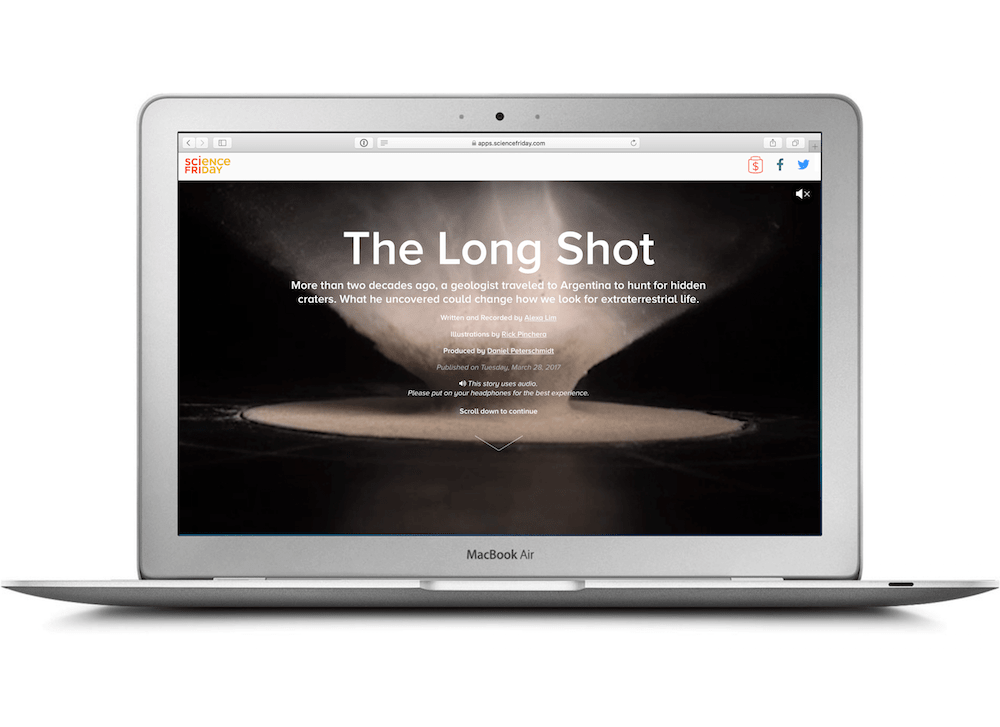 apps.sciencefriday.com
SCIENCE
FRIDAY
$
The Long Shot
More than two decades ago, a geologist traveled to Argentina to hunt for hidden
craters. What he uncovered could change how we look for extraterrestrial life.
Written and Recorded by Alexa Lim
Illustrations by Rick Pinchera
Produced by Daniel Peterschmidt
Published on Tuesday, March 28, 2017
This story uses audio.
Please put on your headphones for the best experience.
Scroll down to continue
MacBook Air